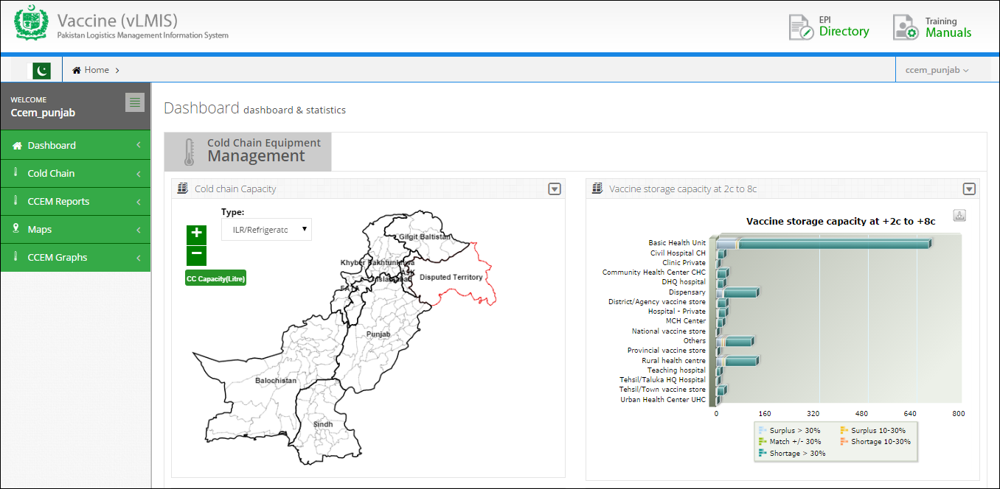 Vaccine (vLMIS)
Pakistan Logistics Management Information System
EPI
Directory
Training
Manuals
Home
ccem_punjab
WELCOME
Ccem_punjab
Dashboard
Cold Chain
CCEM Reports
Maps
CCEM Graphs
Dashboard dashboard & statistics
Cold Chain Equipment
Management
Cold chain Capacity
Type:
ILR/Refrigerato
+
−
CC Capacity(Litre)
Gilgit Baltistan
Khyber Pakhtunkhwa
AJK
Islamabad
Disputed Territory
FATA
Punjab
Balochistan
Sindh
Vaccine storage capacity at 2c to 8c
Vaccine storage capacity at +2c to +8c
Basic Health Unit
Civil Hospital CH
Clinic Private
Community Health Center CHC
DHQ hospital
Dispensary
District/Agency vaccine store
Hospital - Private
MCH Center
National vaccine store
Others
Provincial vaccine store
Rural health centre
Teaching hospital
Tehsil/Taluka HQ Hospital
Tehsil/Town vaccine store
Urban Health Center UHC
0 160 320 480 640 800
Surplus > 30% Surplus 10-30%
Match +/- 30% Shortage 10-30%
Shortage > 30%